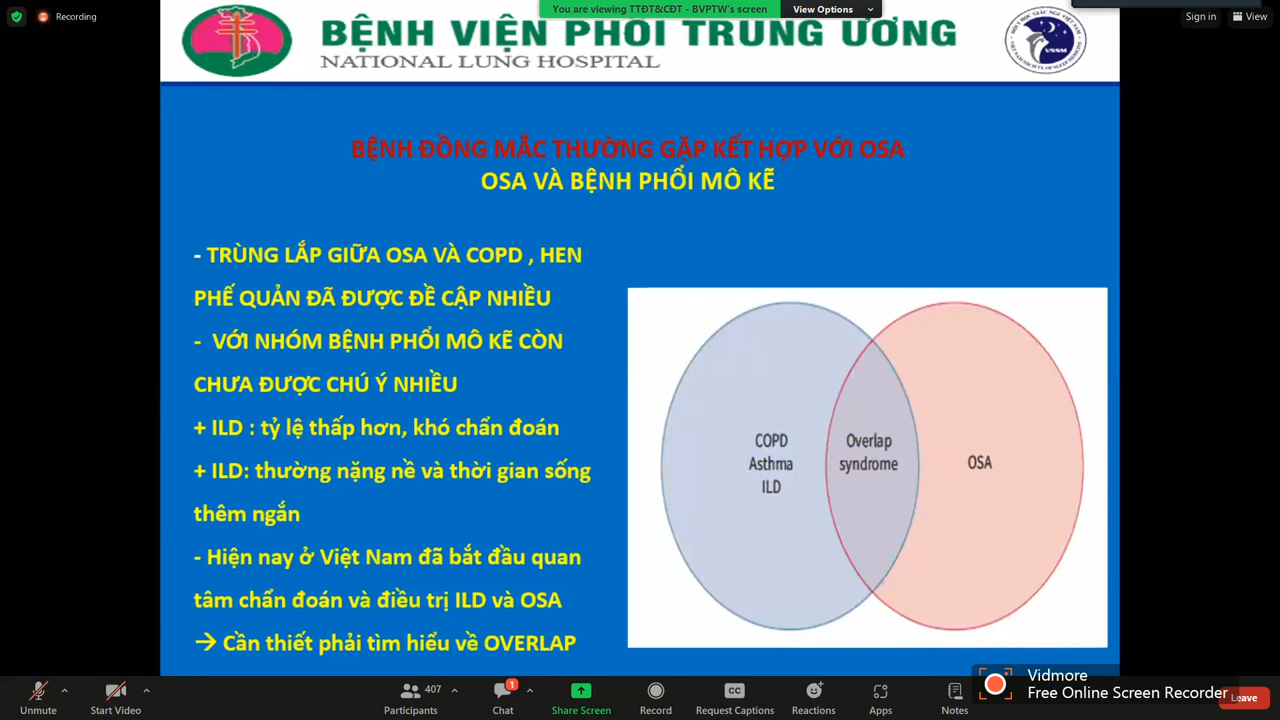 Recording
You are viewing TTĐT&CĐT - BVPTW's screen
View Options
Sign in
View
BỆNH VIỆN PHỔI TRUNG ƯƠNG
NATIONAL LUNG HOSPITAL
VSSM
BỆNH ĐỒNG MẮC THƯỜNG GẶP KẾT HỢP VỚI OSA
OSA VÀ BỆNH PHỔI MÔ KẼ
- TRÙNG LẮP GIỮA OSA VÀ COPD , HEN
PHẾ QUẢN ĐÃ ĐƯỢC ĐỀ CẬP NHIỀU
- VỚI NHÓM BỆNH PHỔI MÔ KẼ CÒN
CHƯA ĐƯỢC CHÚ Ý NHIỀU
+ ILD : tỷ lệ thấp hơn, khó chẩn đoán
+ ILD: thường nặng nề và thời gian sống
thêm ngắn
- Hiện nay ở Việt Nam đã bắt đầu quan
tâm chẩn đoán và điều trị ILD và OSA
→ Cần thiết phải tìm hiểu về OVERLAP
COPD
Asthma
ILD
Overlap
syndrome
OSA
Unmute
Start Video
407
Participants
1
Chat
Share Screen
Record
CC
Request Captions
Reactions
Apps
Notes
Leave
Vidmore
Free Online Screen Recorder